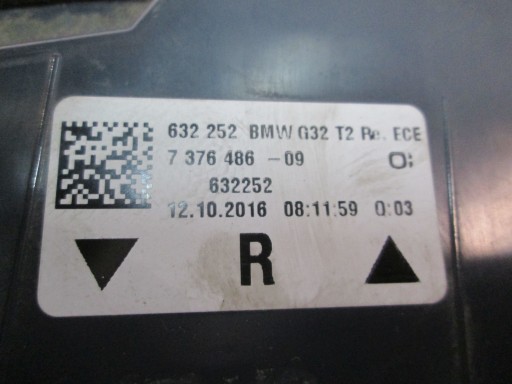 632 252 BMW G32 T2 Re. ECE
7 376 486 -09 O:
632252
12.10.2016 08:11:59 0:03
R